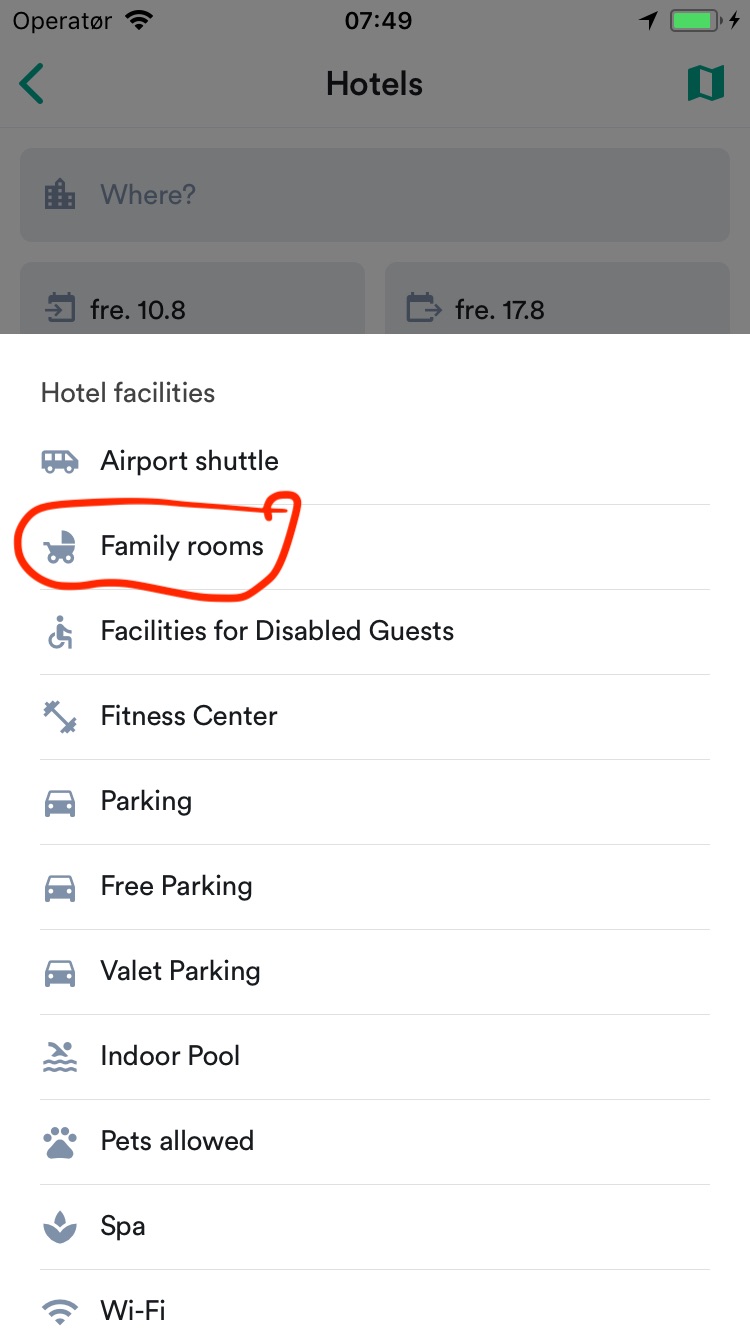 Operatør 07:49
Hotels
Where?
fre. 10.8 fre. 17.8
Hotel facilities
Airport shuttle
Family rooms
Facilities for Disabled Guests
Fitness Center
Parking
Free Parking
Valet Parking
Indoor Pool
Pets allowed
Spa
Wi-Fi